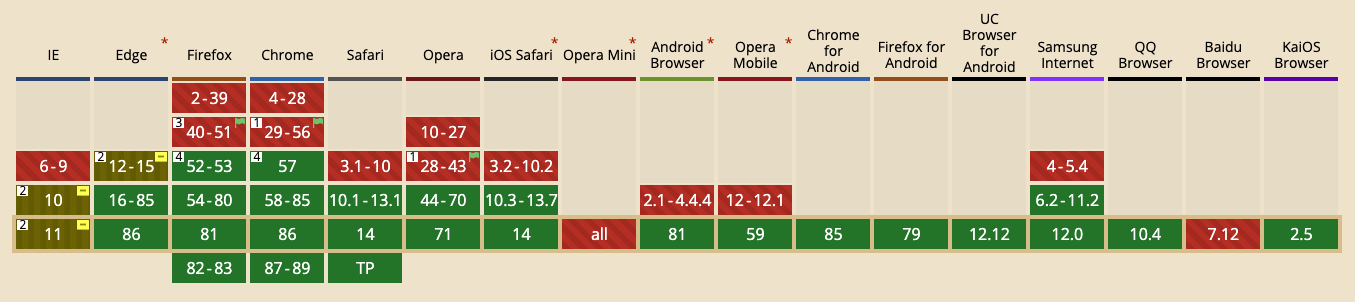 IE Edge * Firefox Chrome Safari Opera iOS Safari * Opera Mini * Android Browser * Opera Mobile * Chrome for Android Firefox for Android UC Browser for Android Samsung Internet QQ Browser Baidu Browser KaiOS Browser
2-39 4-28
3 40-51 1 29-56 10-27
6-9 2 12-15 4 52-53 4 57 3.1-10 1 28-43 3.2-10.2 4-5.4
2 10 16-85 54-80 58-85 10.1-13.1 44-70 10.3-13.7 2.1-4.4.4 12-12.1 6.2-11.2
2 11 86 81 86 14 71 14 all 81 59 85 79 12.12 12.0 10.4 7.12 2.5
82-83 87-89 TP